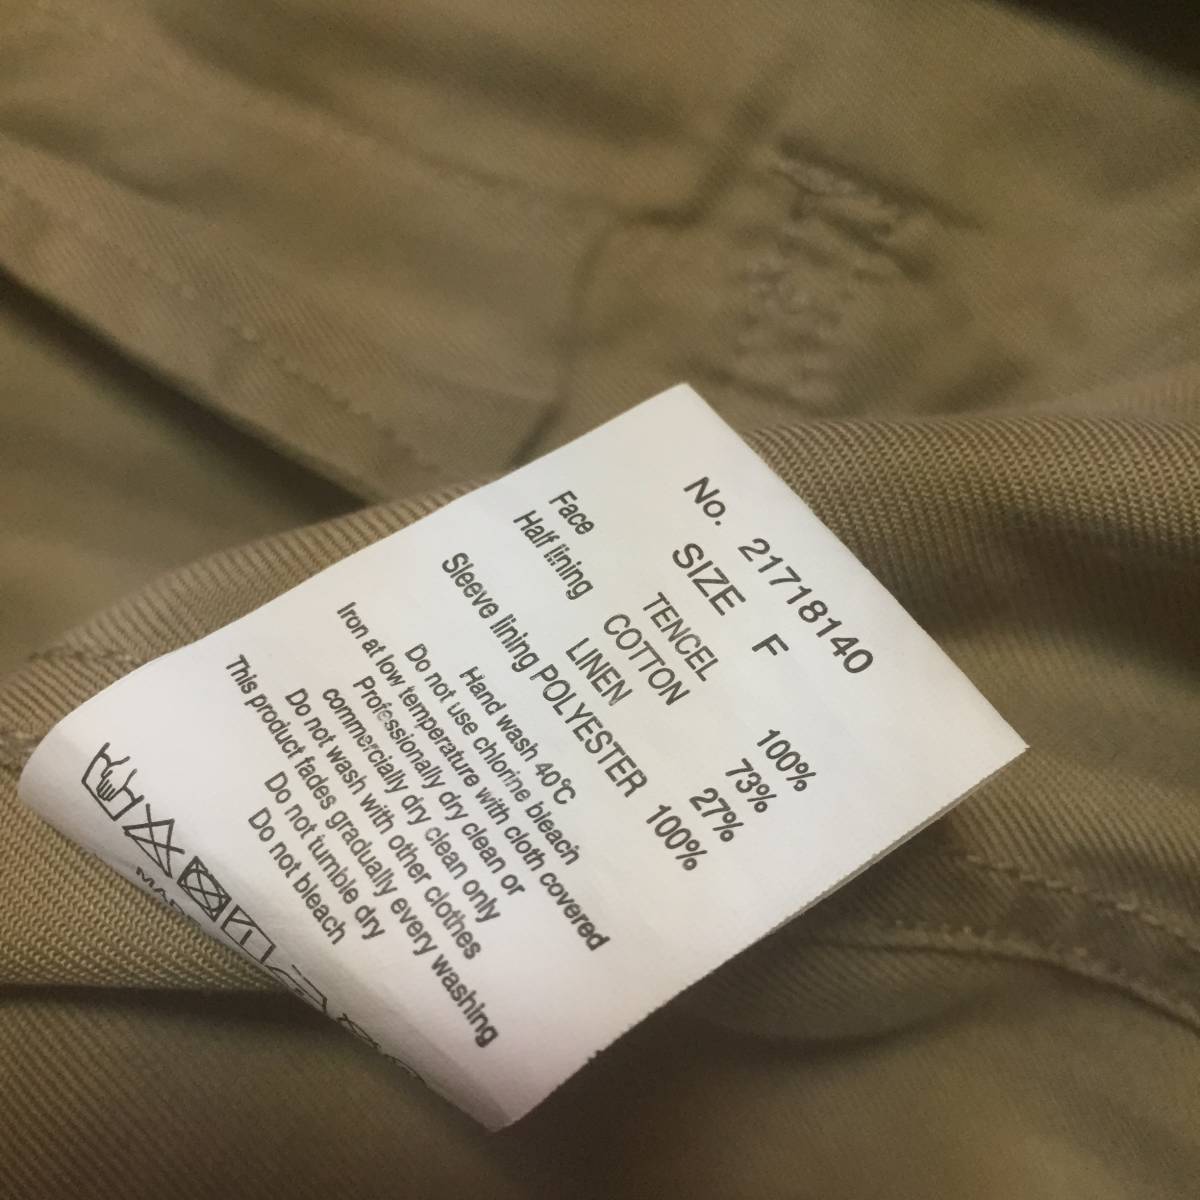 No. 21718140
SIZE F
Face TENCEL 100%
Half lining COTTON 73%
LINEN 27%
Sleeve lining POLYESTER 100%
Hand wash 40℃
Do not use chlorine bleach
Iron at low temperature with cloth covered
Professionally dry clean or
commercially dry clean only
Do not wash with other clothes
This product fades gradually every washing
Do not tumble dry
Do not bleach